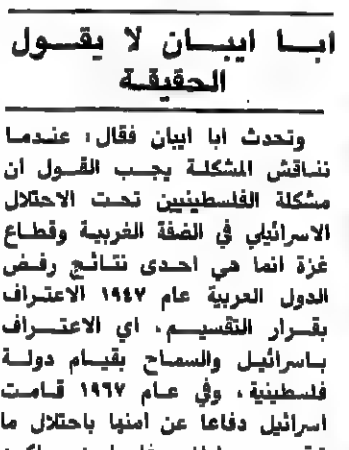 ابا ايبان لا يقول
الحقيقة
وتحدث ابا ايبان فقال : عندما
نناقش المشكلة يجب القول ان
مشكلة الفلسطينيين تحت الاحتلال
الاسرائيلي في الضفة الغربية وقطاع
غزة انما هي احدى نتائج رفض
الدول العربية عام ١٩٤٧ الاعتراف
بقرار التقسيم ، اي الاعتراف
باسرائيل والسماح بقيام دولة
فلسطينية ، وفي عام ١٩٦٧ قامت
اسرائيل دفاعا عن امنها باحتلال ما